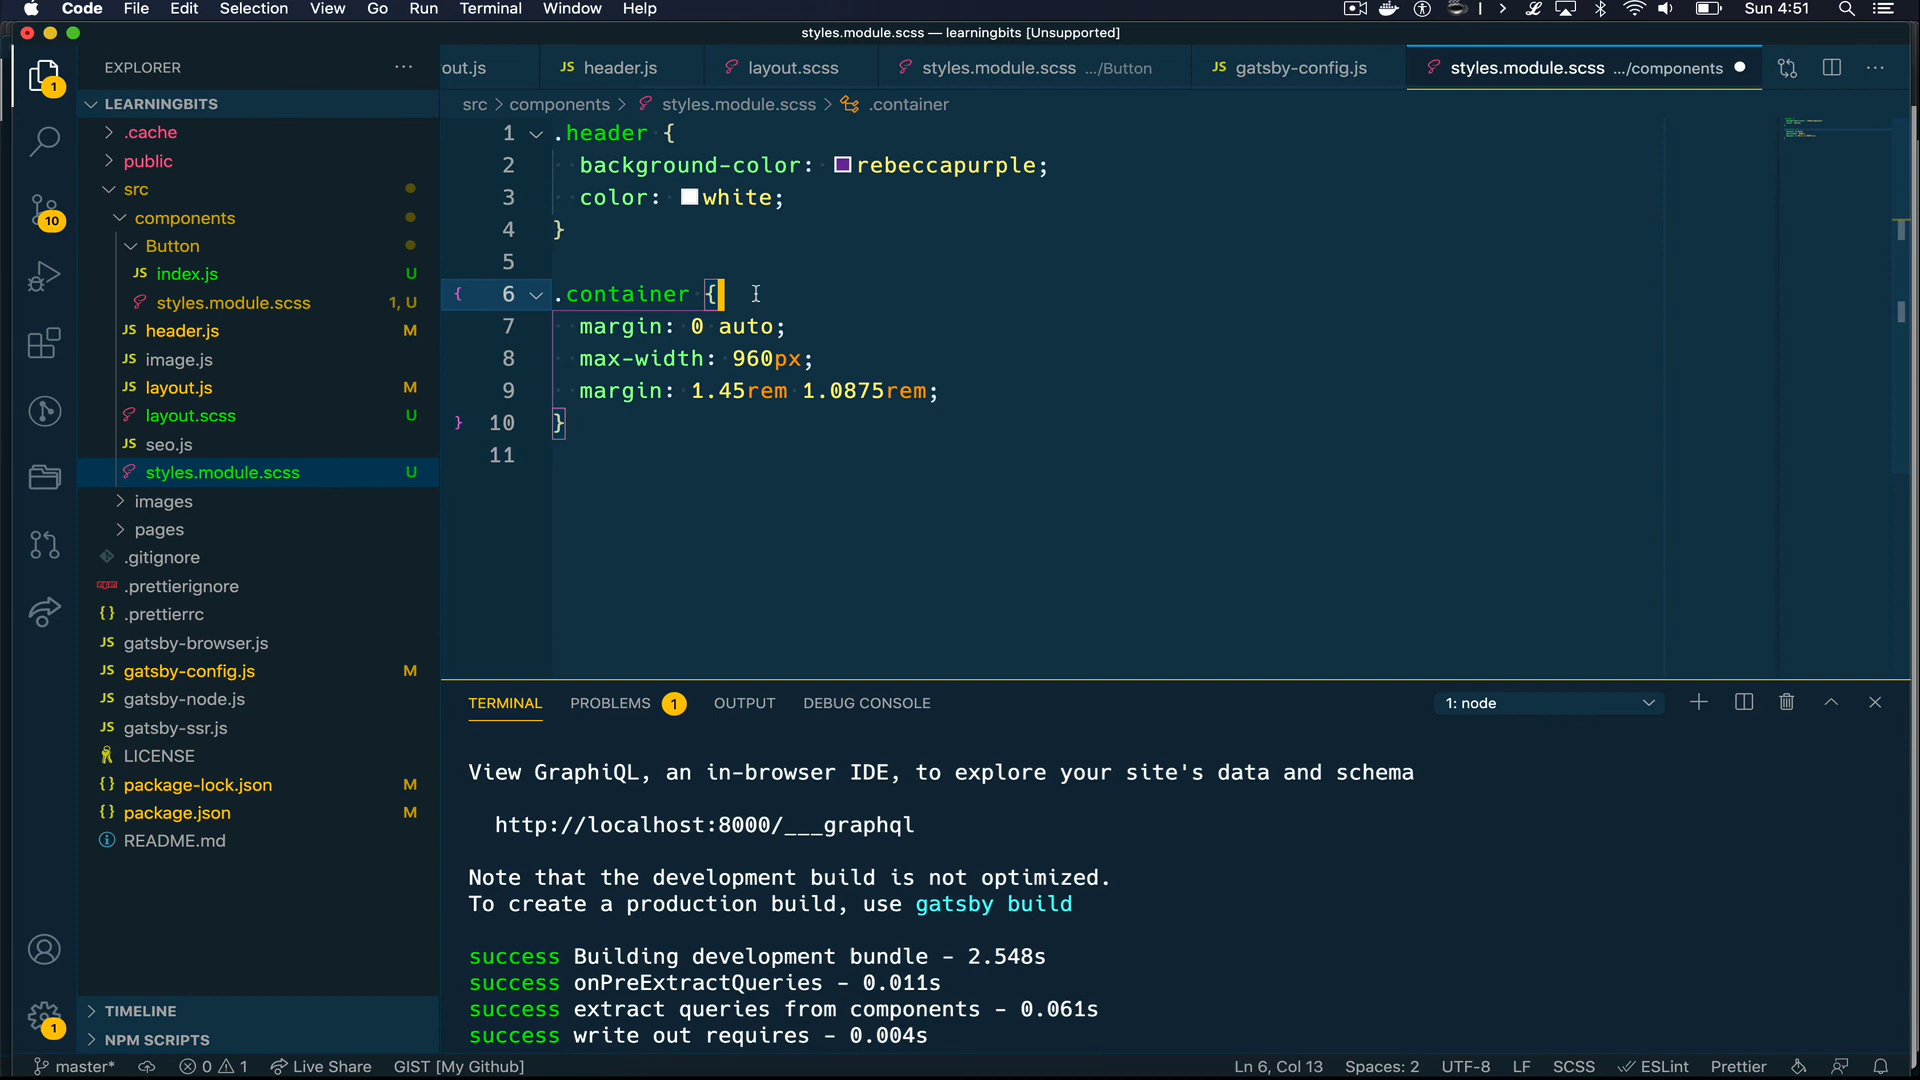 Code File Edit Selection View Go Run Terminal Window Help Sun 4:51
styles.module.scss — learningbits [Unsupported]
EXPLORER ...
out.js JS header.js layout.scss styles.module.scss .../Button JS gatsby-config.js styles.module.scss .../components ...
src > components > styles.module.scss > .container
LEARNINGBITS
.cache
public
src
components
Button
JS index.js U
styles.module.scss 1, U
JS header.js M
JS image.js
JS layout.js M
layout.scss U
JS seo.js
styles.module.scss U
images
pages
.gitignore
.prettierignore
{} .prettierrc
JS gatsby-browser.js
JS gatsby-config.js M
JS gatsby-node.js
JS gatsby-ssr.js
LICENSE
{} package-lock.json M
{} package.json M
README.md
TIMELINE
NPM SCRIPTS
1
10
1
1 .header {
2 background-color: rebeccapurple;
3 color: white;
4 }
5
{ 6 .container {
7 margin: 0 auto;
8 max-width: 960px;
9 margin: 1.45rem 1.0875rem;
} 10 }
11
TERMINAL PROBLEMS 1 OUTPUT DEBUG CONSOLE 1: node
View GraphiQL, an in-browser IDE, to explore your site's data and schema
http://localhost:8000/___graphql
Note that the development build is not optimized.
To create a production build, use gatsby build
success Building development bundle - 2.548s
success onPreExtractQueries - 0.011s
success extract queries from components - 0.061s
success write out requires - 0.004s
master* 0 1 Live Share GIST [My Github] Ln 6, Col 13 Spaces: 2 UTF-8 LF SCSS ESLint Prettier